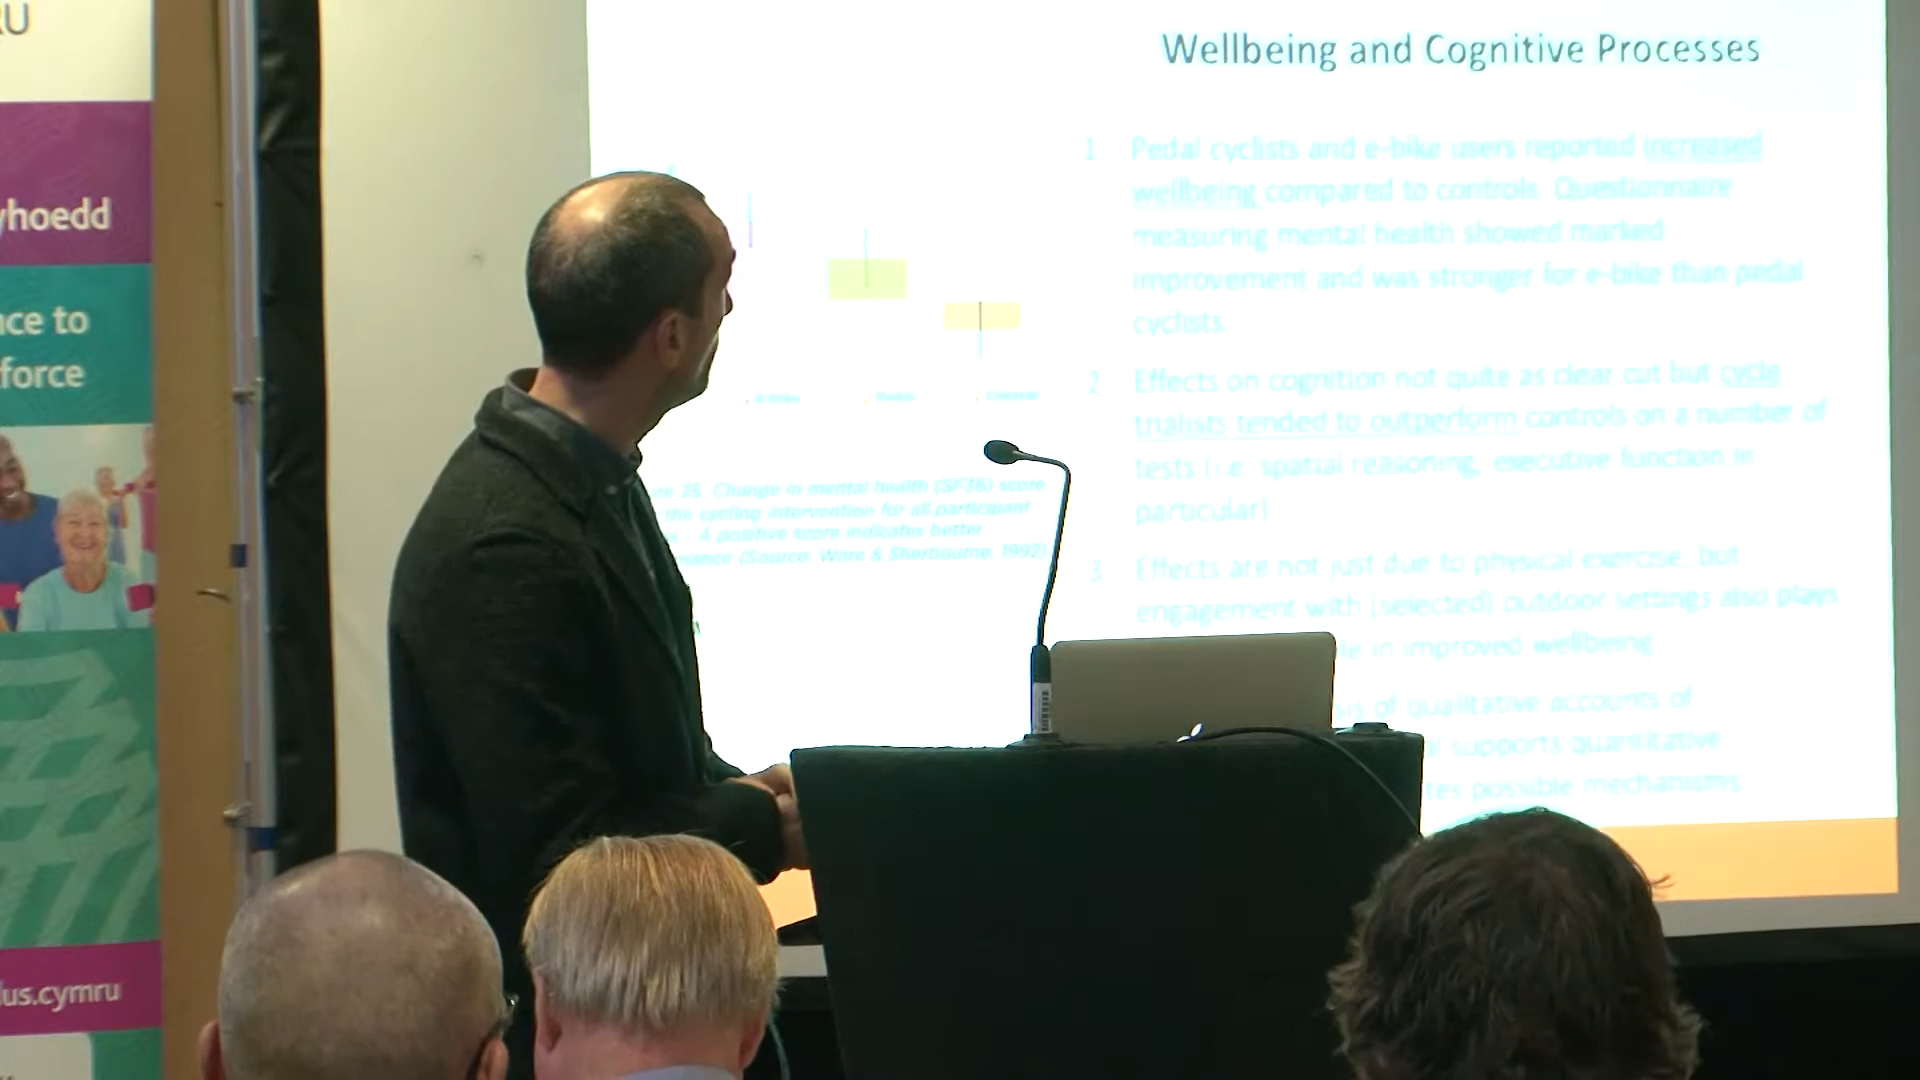 RU
yhoedd
nce to
force
lus.cymru
Wellbeing and Cognitive Processes
1 Pedal cyclists and e-bike users reported increased
wellbeing compared to controls. Questionnaire
measuring mental health showed marked
improvement and was stronger for e-bike than pedal
cyclists.
2 Effects on cognition not quite as clear cut but cycle
trialists tended to outperform controls on a number of
tests (i.e. spatial reasoning, executive function in
particular)
3 Effects are not just due to physical exercise, but
engagement with (selected) outdoor settings also plays
in improved wellbeing
of qualitative accounts of
supports quantitative
possible mechanisms
Pedal Control
25. Change in mental health (SF36) score
the cycling intervention for all participant
- A positive score indicates better
(Source: Ware & Sherbourne, 1992)